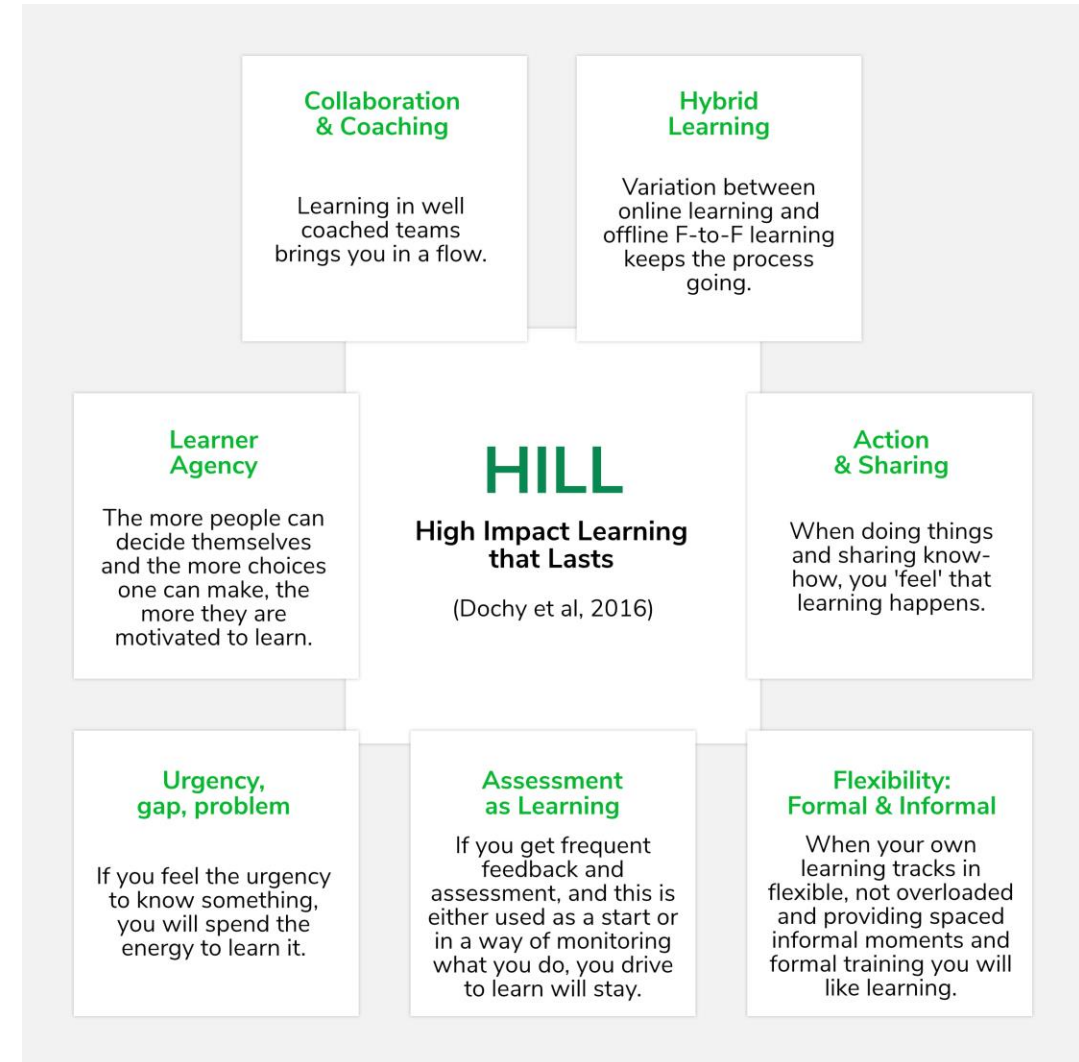 Collaboration
& Coaching
Learning in well
coached teams
brings you in a flow.
Hybrid
Learning
Variation between
online learning and
offline F-to-F learning
keeps the process
going.
Learner
Agency
The more people can
decide themselves
and the more choices
one can make, the
more they are
motivated to learn.
HILL
High Impact Learning
that Lasts
(Dochy et al, 2016)
Action
& Sharing
When doing things
and sharing know-
how, you 'feel' that
learning happens.
Urgency,
gap, problem
If you feel the urgency
to know something,
you will spend the
energy to learn it.
Assessment
as Learning
If you get frequent
feedback and
assessment, and this is
either used as a start or
in a way of monitoring
what you do, you drive
to learn will stay.
Flexibility:
Formal & Informal
When your own
learning tracks in
flexible, not overloaded
and providing spaced
informal moments and
formal training you will
like learning.